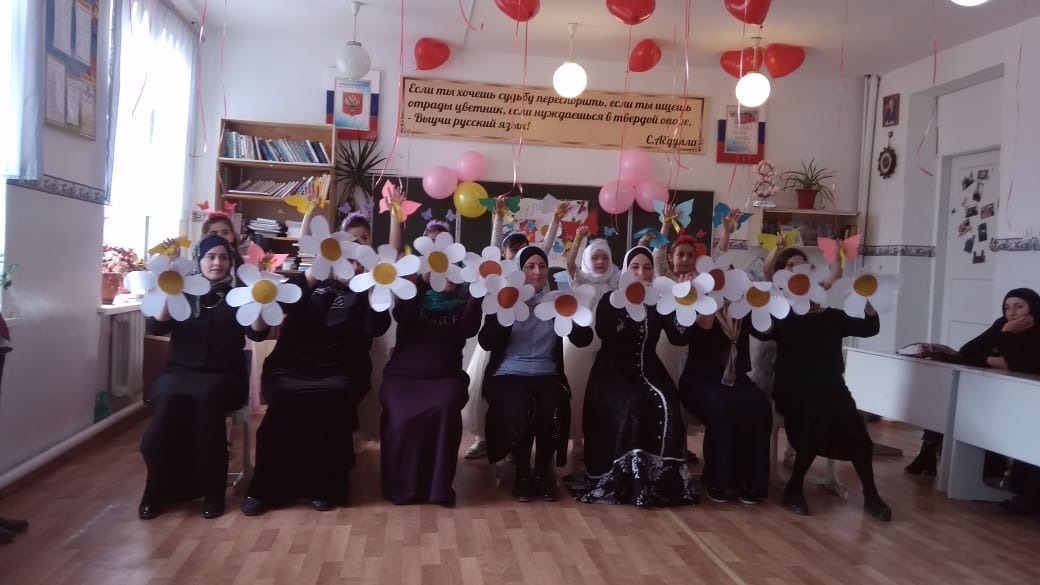 Если ты хочешь судьбу переспорить, если ты ищешь
отрады цветник, если нуждаешься в твердой опоре,
- Выучи русский язык!
С.Абдулла